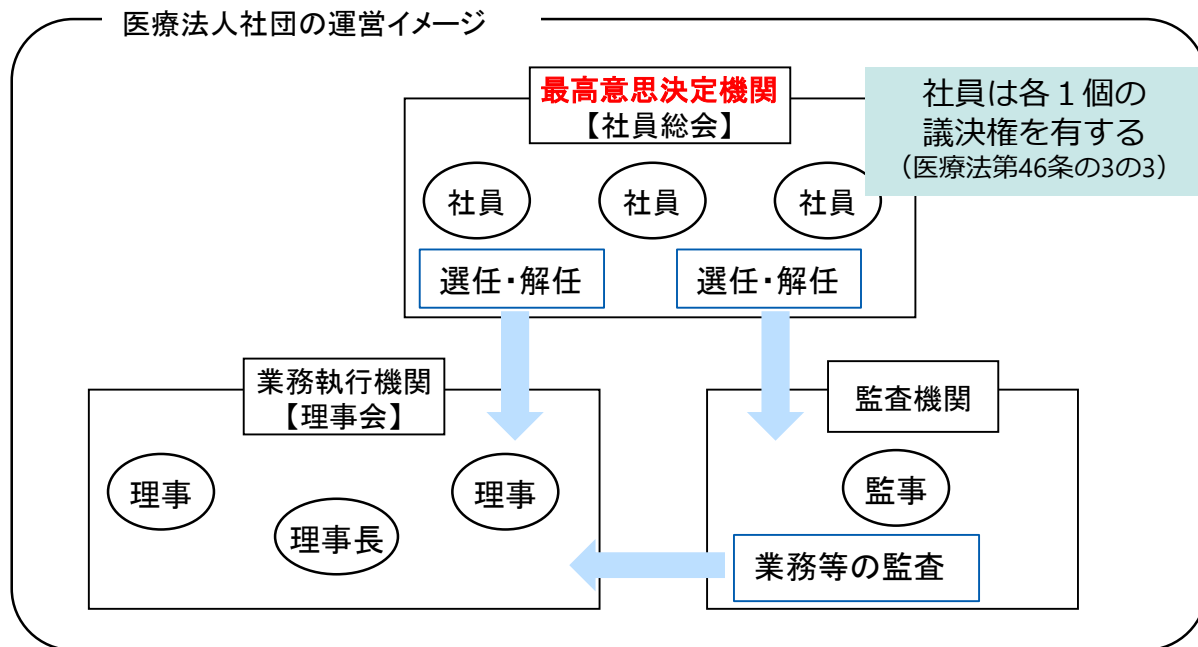 医療法人社団の運営イメージ
最高意思決定機関
【社員総会】
社員は各１個の
議決権を有する
（医療法第46条の3の3）
社員
社員
社員
選任・解任
選任・解任
業務執行機関
【理事会】
監査機関
理事
理事長
理事
監事
業務等の監査